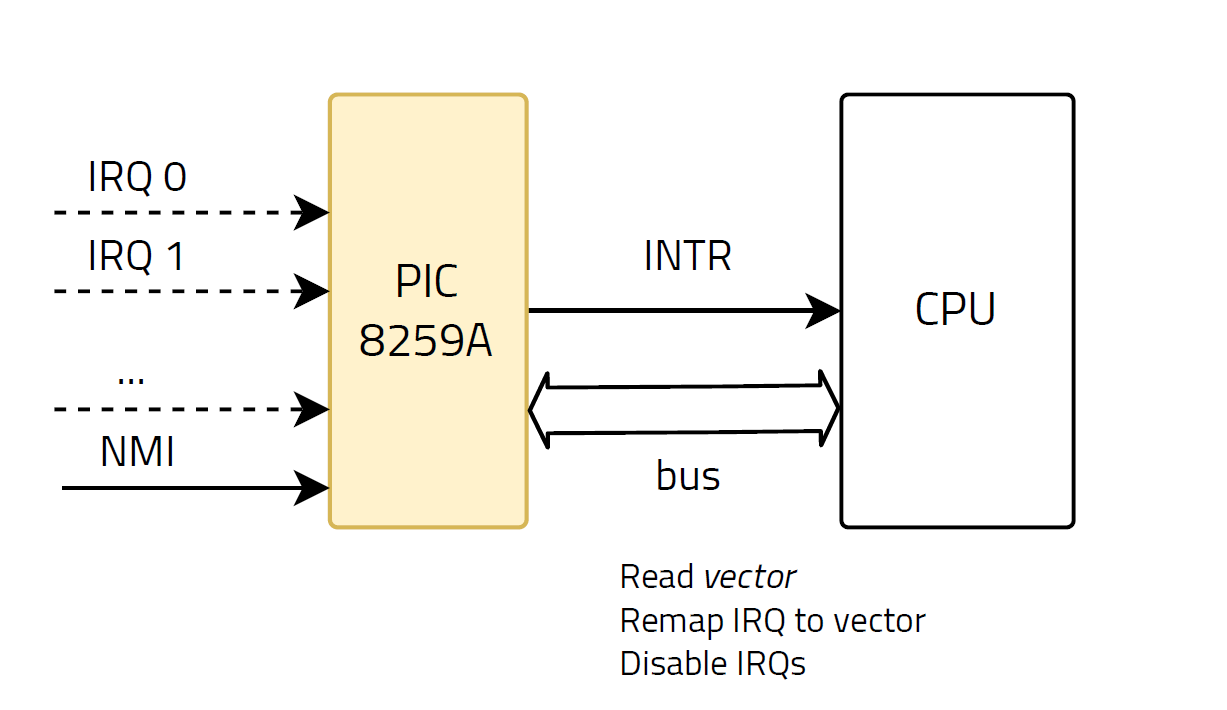 IRQ 0
IRQ 1
...
NMI
PIC
8259A
INTR
bus
CPU
Read vector
Remap IRQ to vector
Disable IRQs